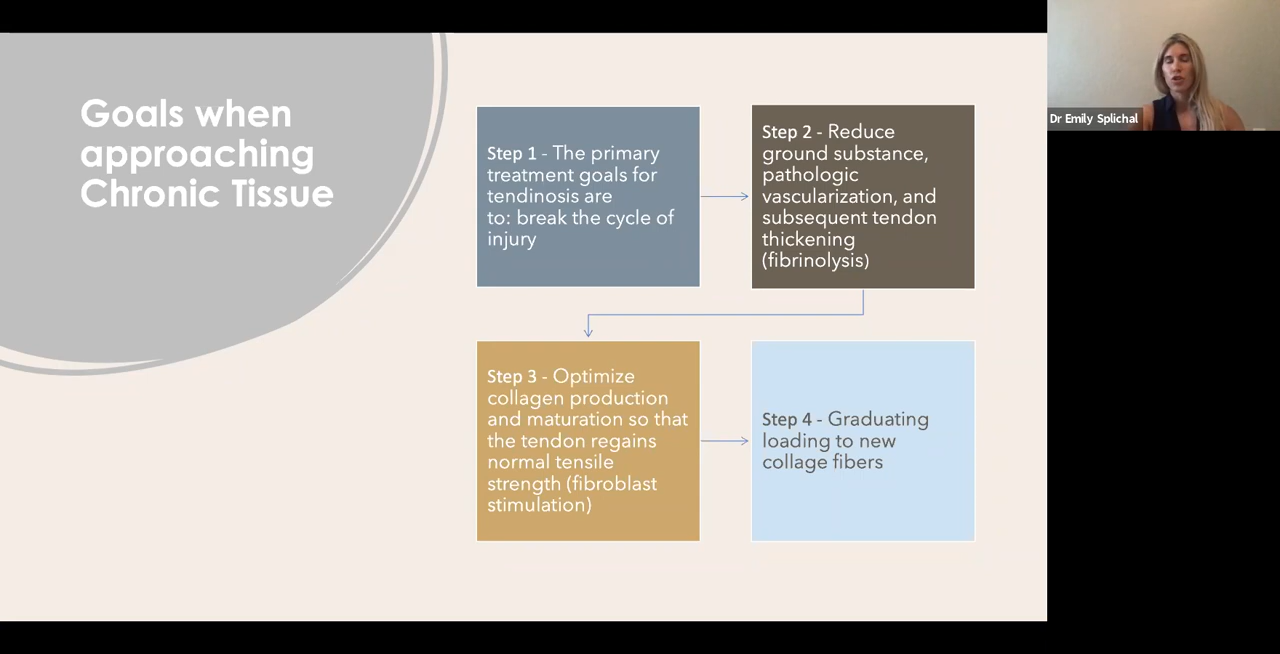 Goals when
approaching
Chronic Tissue
Step 1 - The primary
treatment goals for
tendinosis are
to: break the cycle of
injury
Step 2 - Reduce
ground substance,
pathologic
vascularization, and
subsequent tendon
thickening
(fibrinolysis)
Step 3 - Optimize
collagen production
and maturation so that
the tendon regains
normal tensile
strength (fibroblast
stimulation)
Step 4 - Graduating
loading to new
collage fibers
Dr Emily Splichal